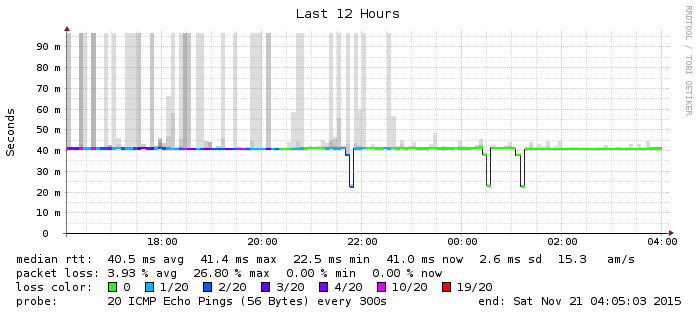 Last 12 Hours
RRDTOOL / TOBI OETIKER
Seconds
90 m
80 m
70 m
60 m
50 m
40 m
30 m
20 m
10 m
0
18:00 20:00 22:00 00:00 02:00 04:00
median rtt: 40.5 ms avg 41.4 ms max 22.5 ms min 41.0 ms now 2.6 ms sd 15.3 am/s
packet loss: 3.93 % avg 26.80 % max 0.00 % min 0.00 % now
loss color: 0 1/20 2/20 3/20 4/20 10/20 19/20
probe: 20 ICMP Echo Pings (56 Bytes) every 300s end: Sat Nov 21 04:05:03 2015